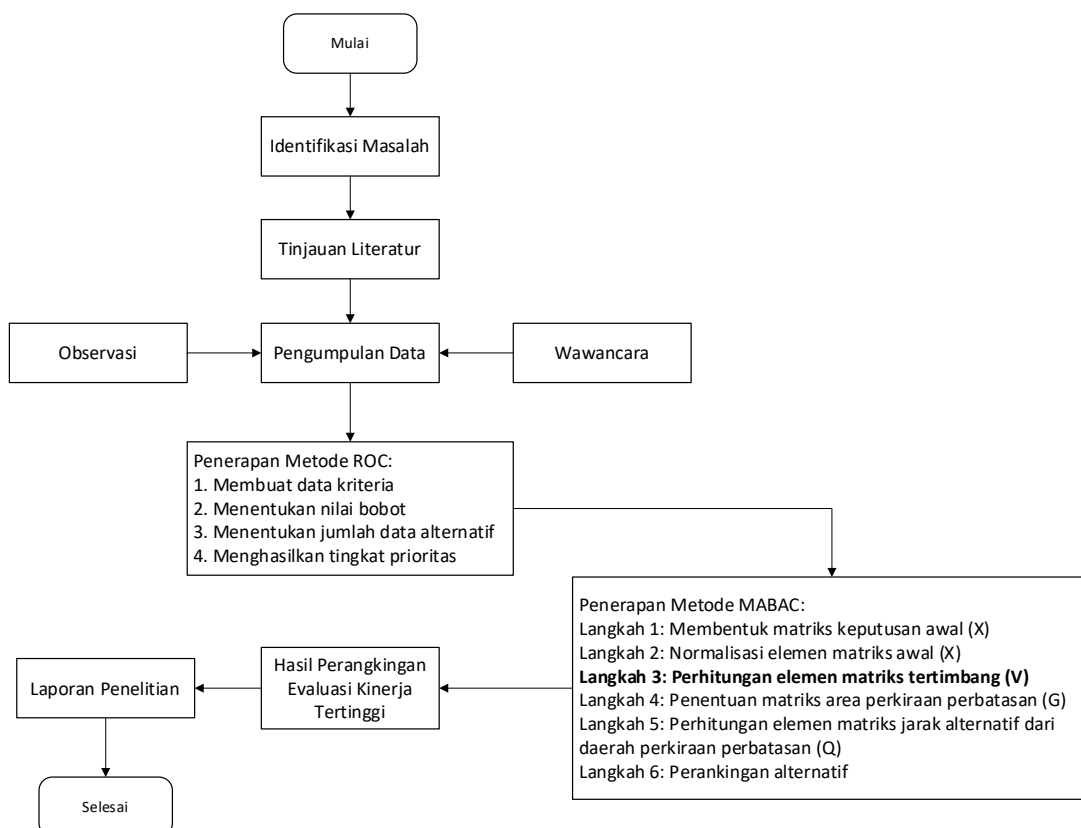 Mulai
Identifikasi Masalah
Tinjauan Literatur
Observasi
Pengumpulan Data
Wawancara
Penerapan Metode ROC:
1. Membuat data kriteria
2. Menentukan nilai bobot
3. Menentukan jumlah data alternatif
4. Menghasilkan tingkat prioritas
Penerapan Metode MABAC:
Langkah 1: Membentuk matriks keputusan awal (X)
Langkah 2: Normalisasi elemen matriks awal (X)
Langkah 3: Perhitungan elemen matriks tertimbang (V)
Langkah 4: Penentuan matriks area perkiraan perbatasan (G)
Langkah 5: Perhitungan elemen matriks jarak alternatif dari
daerah perkiraan perbatasan (Q)
Langkah 6: Perankingan alternatif
Hasil Perangkingan
Evaluasi Kinerja
Tertinggi
Laporan Penelitian
Selesai